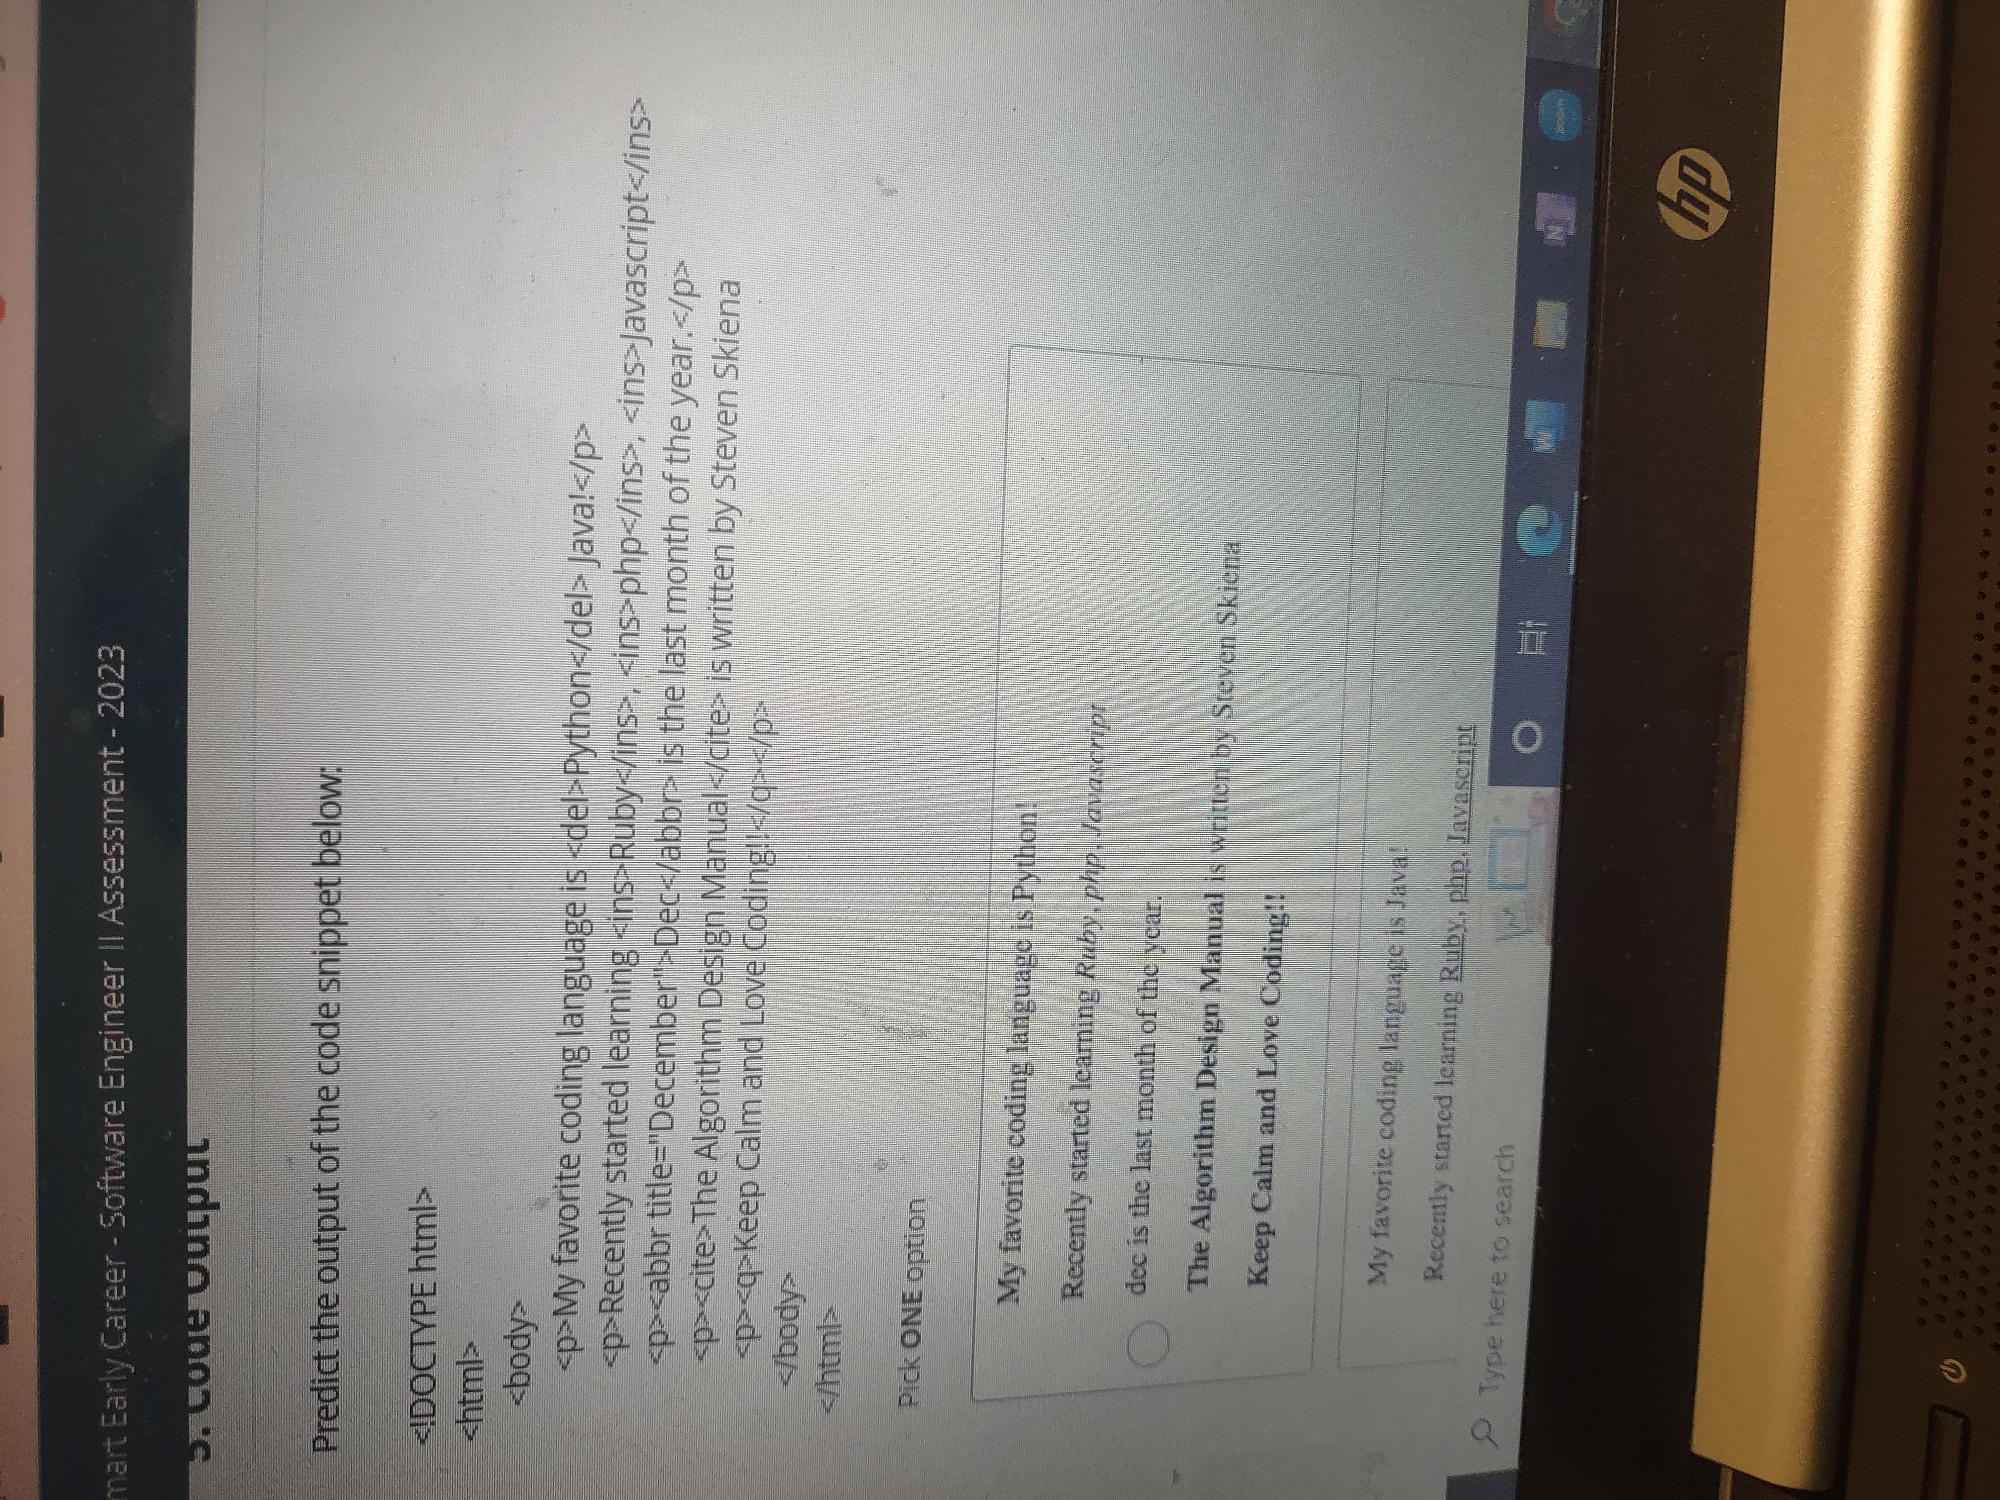 mart Early Career - Software Engineer II Assessment - 2023
5. Code Output
Predict the output of the code snippet below:
<!DOCTYPE html>
<html>
<body>
<p>My favorite coding language is <del>Python</del> Java!</p>
<p>Recently started learning <ins>Ruby</ins>, <ins>php</ins>, <ins>Javascript</ins>
<p><abbr title="December">Dec</abbr> is the last month of the year.</p>
<p><cite>The Algorithm Design Manual</cite> is written by Steven Skiena
<p><q>Keep Calm and Love Coding!!</q></p>
</body>
</html>
Pick ONE option
My favorite coding language is Python!
Recently started learning Ruby, php, Javascript
dec is the last month of the year.
The Algorithm Design Manual is written by Steven Skiena
Keep Calm and Love Coding!!
My favorite coding language is Java!
Recently started learning Ruby, php, Javascript
Type here to search
W
N
zoom
hp